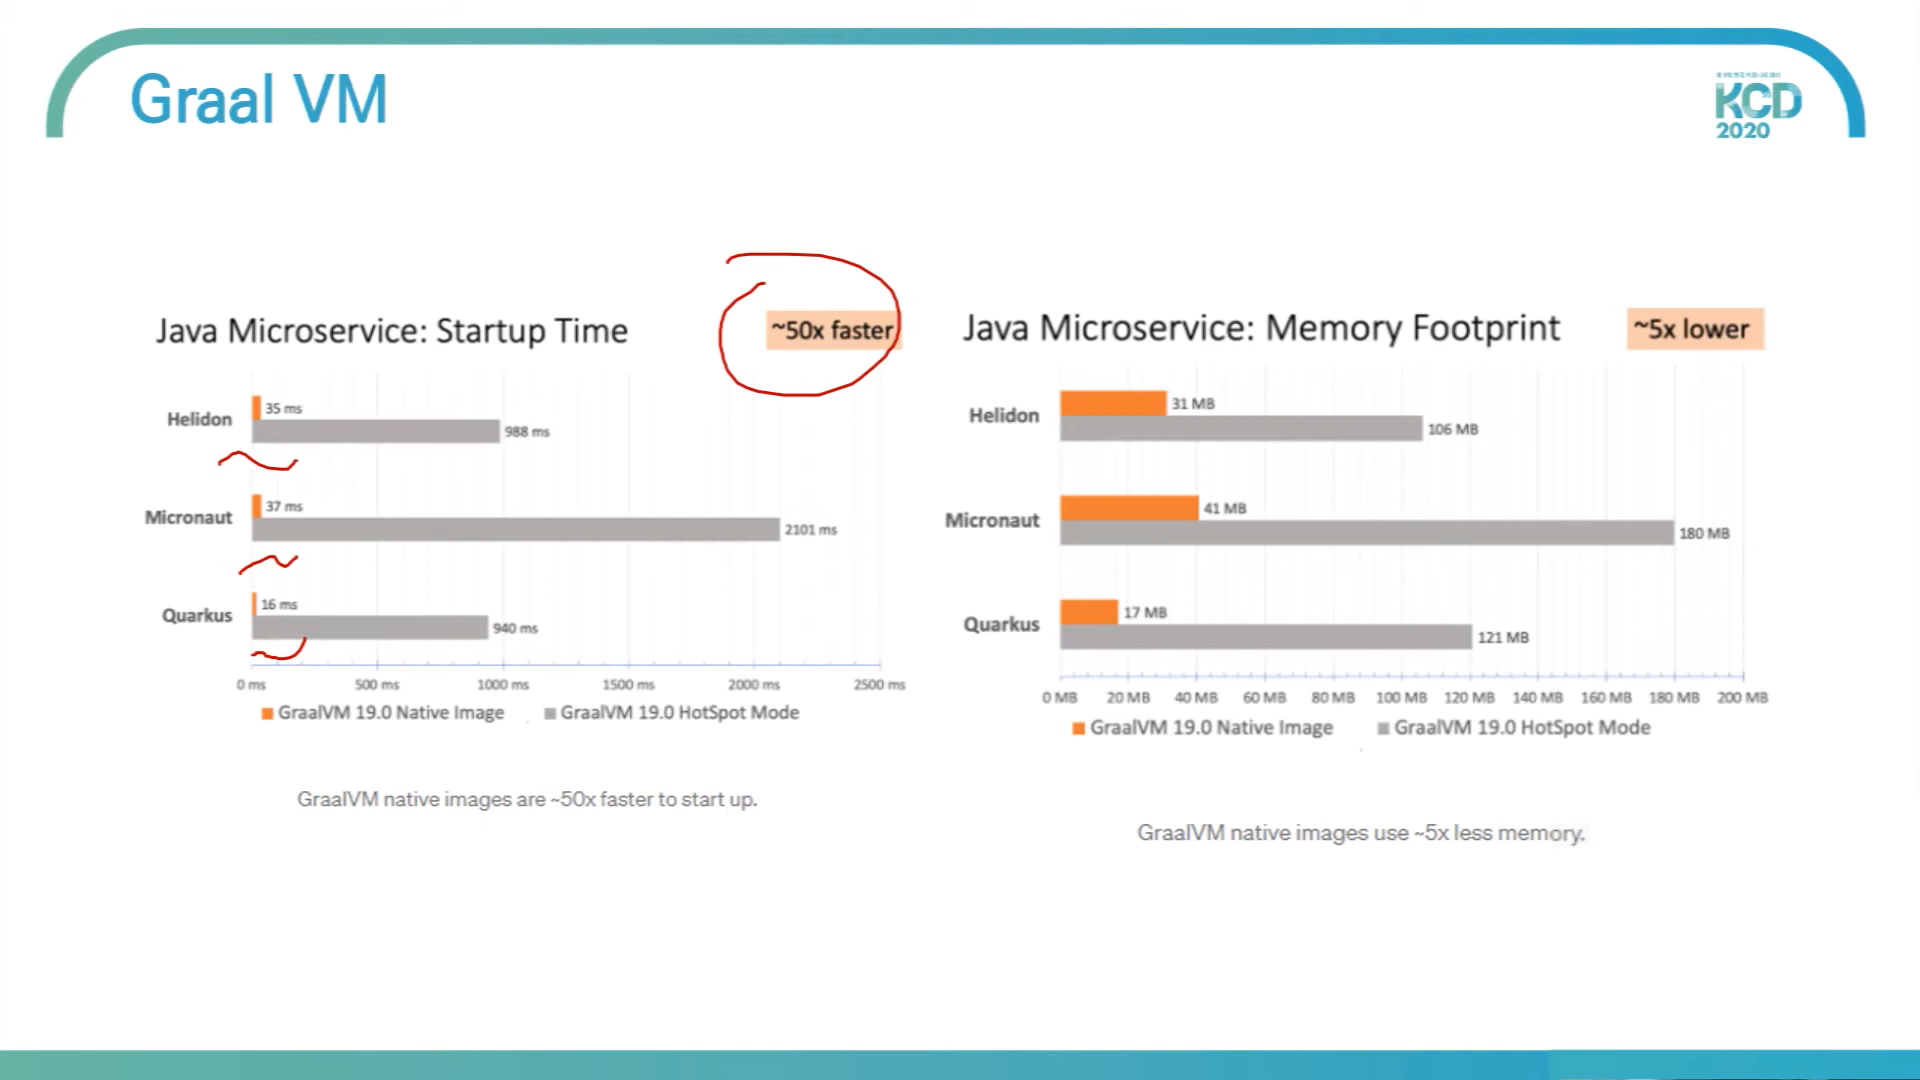 Graal VM
KCD
2020
Java Microservice: Startup Time
~50x faster
Helidon
35 ms
988 ms
Micronaut
37 ms
2101 ms
Quarkus
16 ms
940 ms
0 ms 500 ms 1000 ms 1500 ms 2000 ms 2500 ms
GraalVM 19.0 Native Image GraalVM 19.0 HotSpot Mode
GraalVM native images are ~50x faster to start up.
Java Microservice: Memory Footprint
~5x lower
Helidon
31 MB
106 MB
Micronaut
41 MB
180 MB
Quarkus
17 MB
121 MB
0 MB 20 MB 40 MB 60 MB 80 MB 100 MB 120 MB 140 MB 160 MB 180 MB 200 MB
GraalVM 19.0 Native Image GraalVM 19.0 HotSpot Mode
GraalVM native images use ~5x less memory.